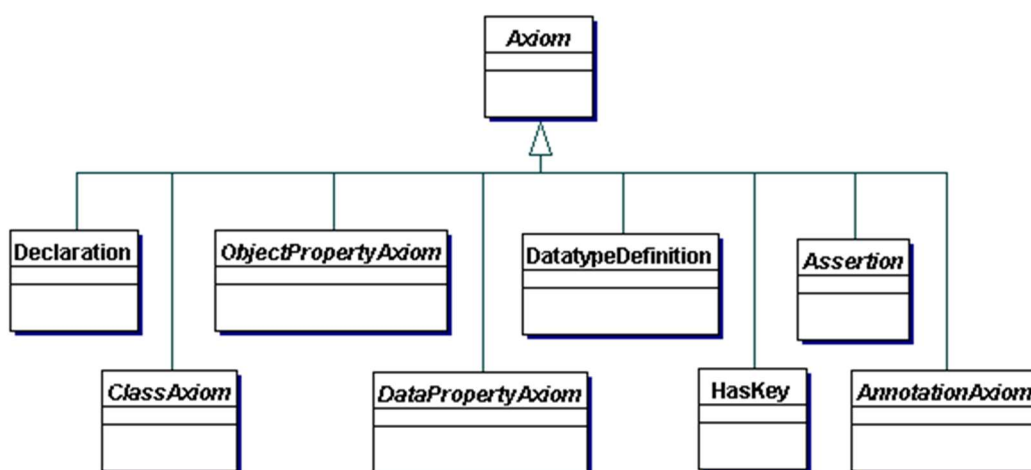 Axiom
Declaration
ObjectPropertyAxiom
DatatypeDefinition
Assertion
ClassAxiom
DataPropertyAxiom
HasKey
AnnotationAxiom